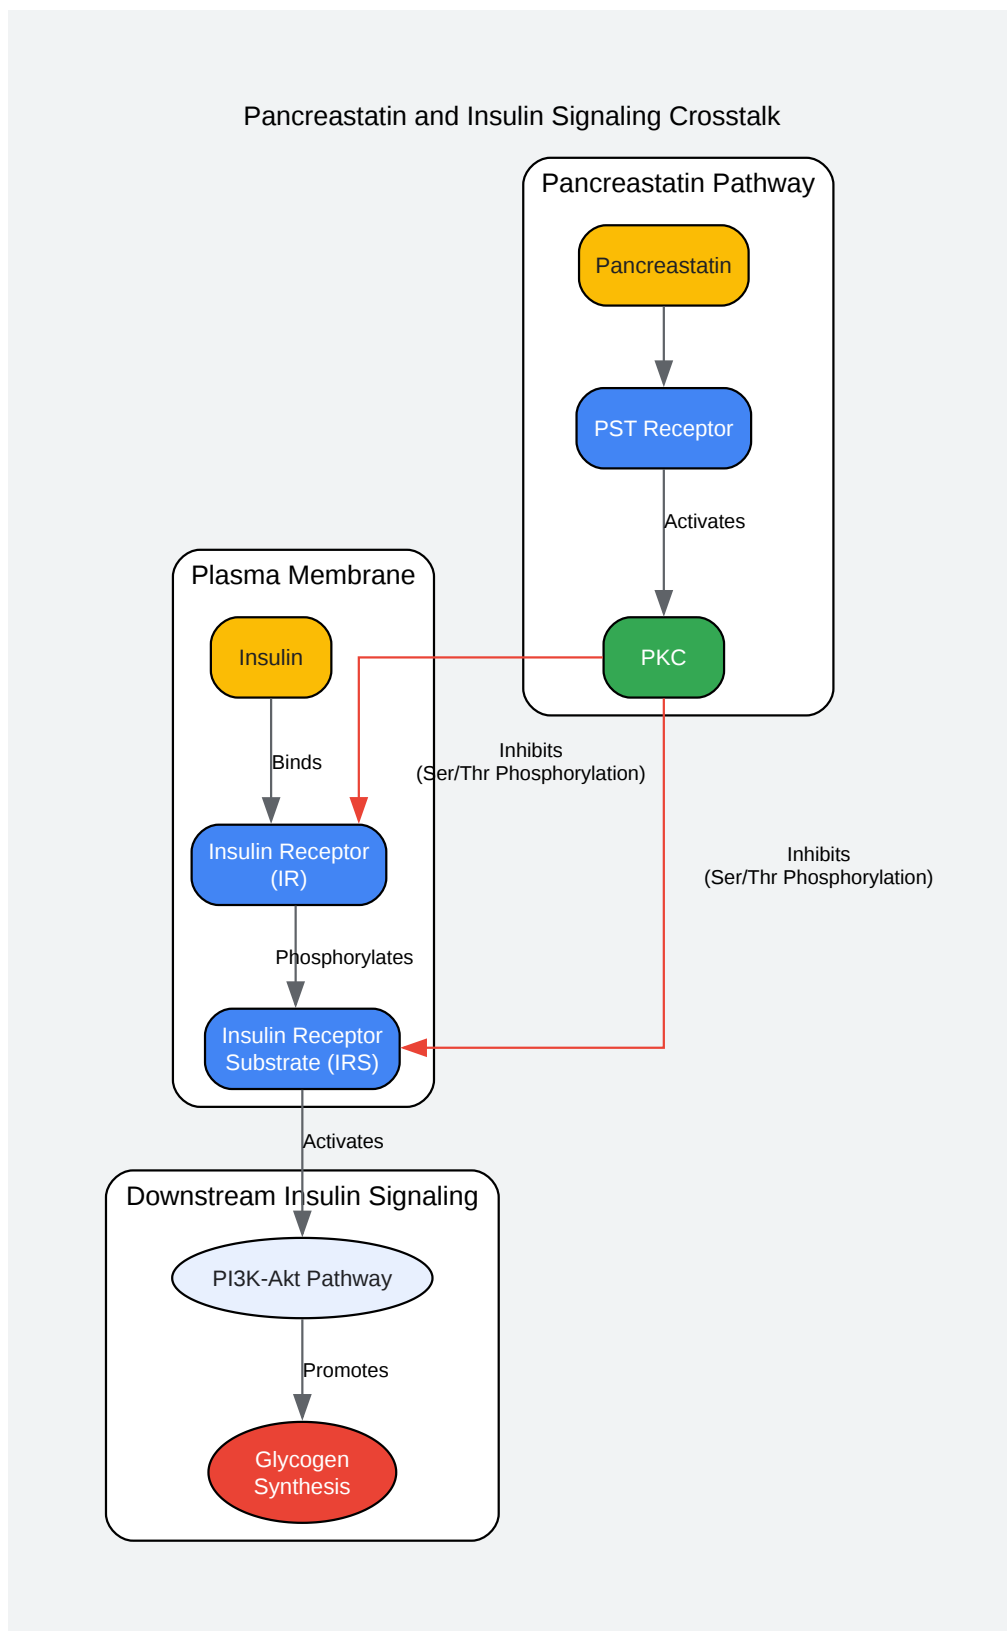 Pancreastatin and Insulin Signaling Crosstalk
Pancreastatin Pathway
Pancreastatin
PST Receptor
Activates
PKC
Plasma Membrane
Insulin
Binds
Inhibits
(Ser/Thr Phosphorylation)
Insulin Receptor
(IR)
Inhibits
(Ser/Thr Phosphorylation)
Phosphorylates
Insulin Receptor
Substrate (IRS)
Activates
Downstream Insulin Signaling
PI3K-Akt Pathway
Promotes
Glycogen
Synthesis